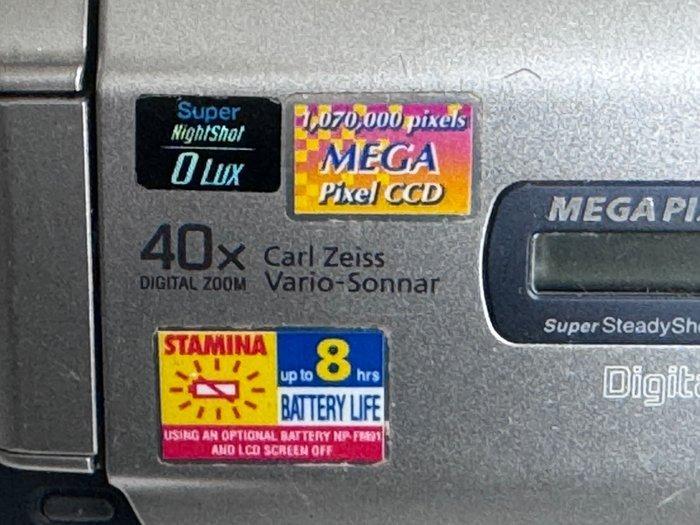 Super
NightShot
0 LUX
1,070,000 pixels
MEGA
Pixel CCD
40x
DIGITAL ZOOM
Carl Zeiss
Vario-Sonnar
MEGA
Super SteadySho
STAMINA
up to 8 hrs
BATTERY LIFE
USING AN OPTIONAL BATTERY NP-FM91
AND LCD SCREEN OFF
Digit